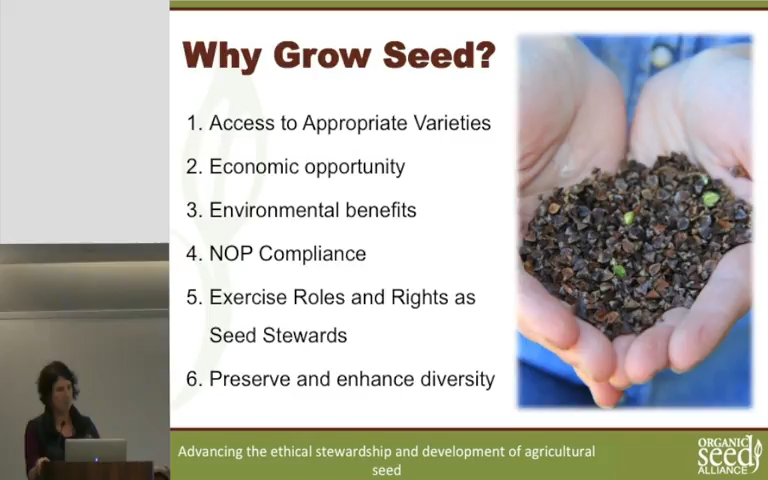 Why Grow Seed?
1. Access to Appropriate Varieties
2. Economic opportunity
3. Environmental benefits
4. NOP Compliance
5. Exercise Roles and Rights as
Seed Stewards
6. Preserve and enhance diversity
Advancing the ethical stewardship and development of agricultural
seed
ORGANIC
seed
ALLIANCE